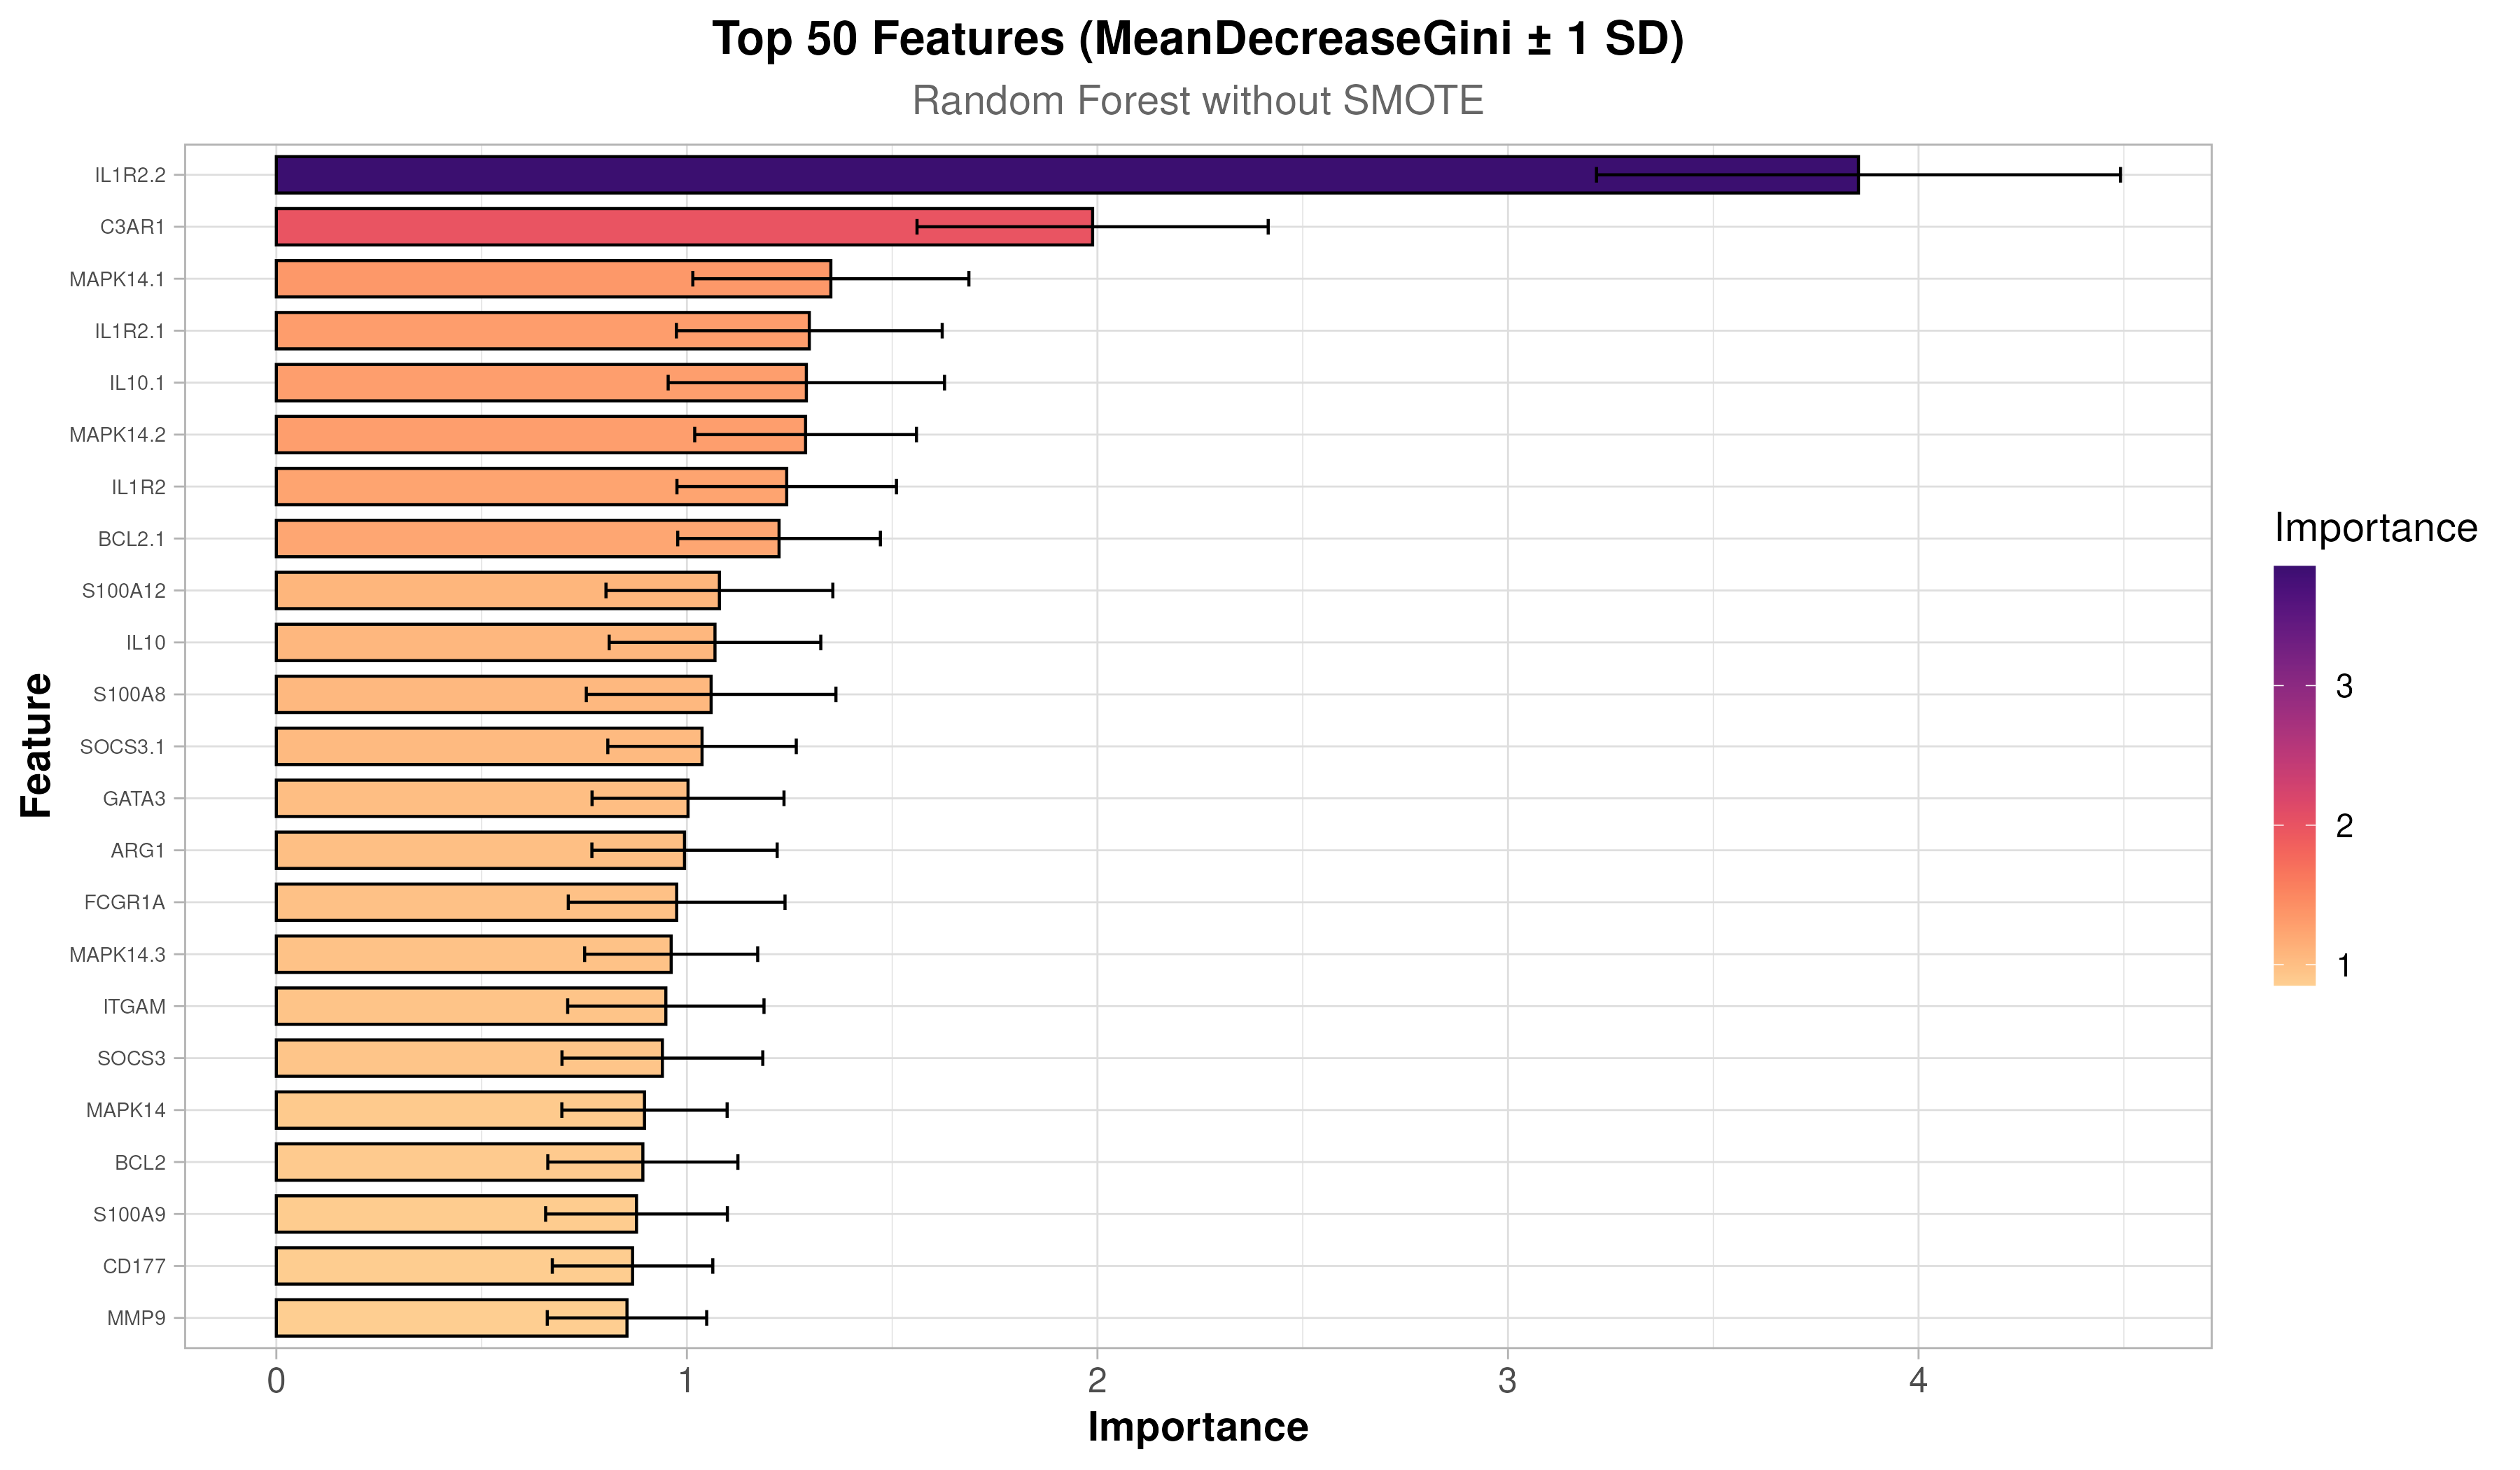 Top 50 Features (MeanDecreaseGini ± 1 SD)
Random Forest without SMOTE
Feature
IL1R2.2
C3AR1
MAPK14.1
IL1R2.1
IL10.1
MAPK14.2
IL1R2
BCL2.1
S100A12
IL10
S100A8
SOCS3.1
GATA3
ARG1
FCGR1A
MAPK14.3
ITGAM
SOCS3
MAPK14
BCL2
S100A9
CD177
MMP9
0 1 2 3 4
Importance
Importance
3
2
1